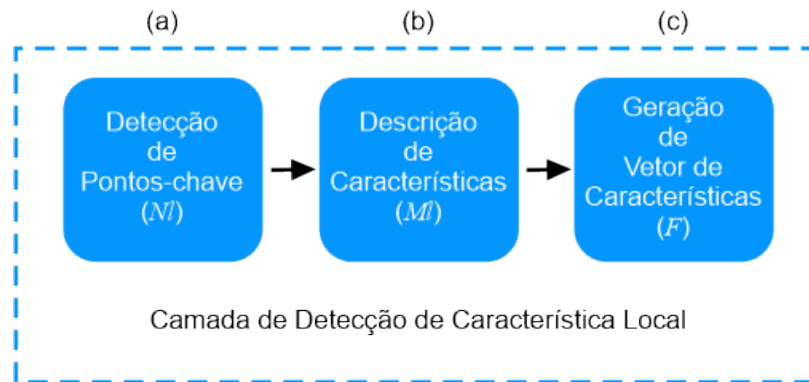 (a)
(b)
(c)
Detecção
de
Pontos-chave
(Nl)
Descrição
de
Características
(Ml)
Geração
de
Vetor de
Características
(F)
Camada de Detecção de Característica Local